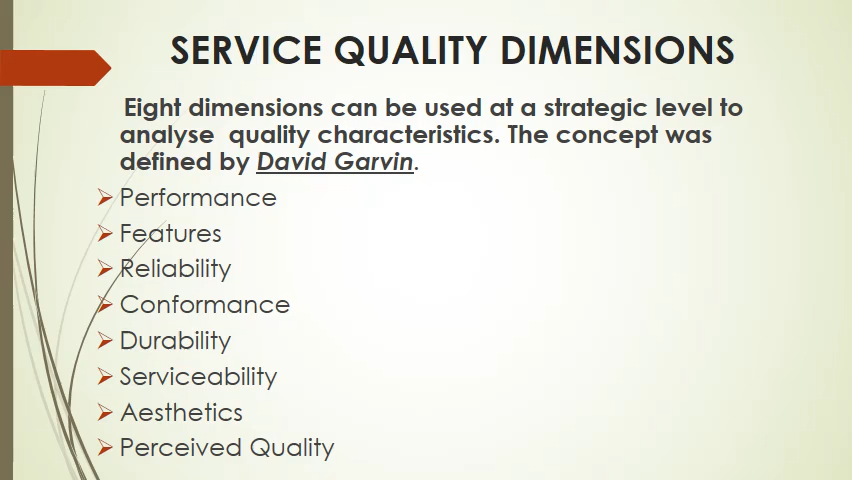 SERVICE QUALITY DIMENSIONS
Eight dimensions can be used at a strategic level to
analyse  quality characteristics. The concept was
defined by David Garvin.
Performance
Features
Reliability
Conformance
Durability
Serviceability
Aesthetics
Perceived Quality